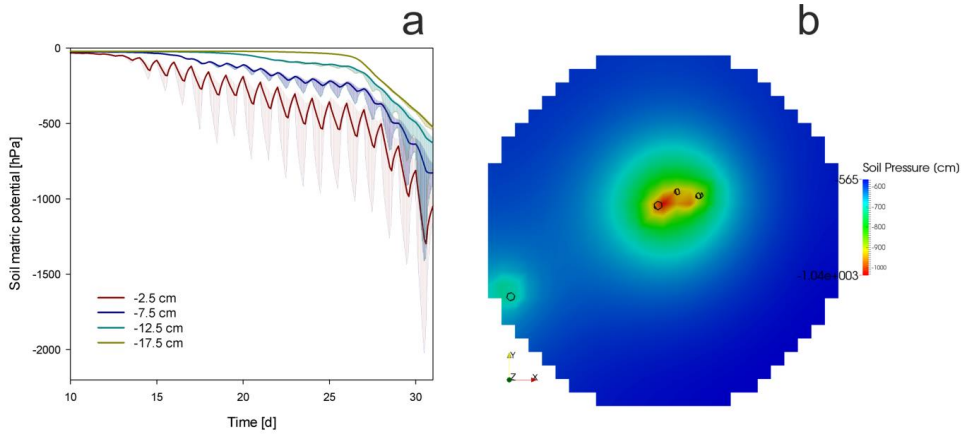 a
0
-500
-1000
-1500
-2000
Soil matric potential [hPa]
-2.5 cm
-7.5 cm
-12.5 cm
-17.5 cm
10
15
20
25
30
Time [d]
b
Soil Pressure (cm)
565
-600
-700
-800
-900
-1000
-1.04e+003
Y
Z
X